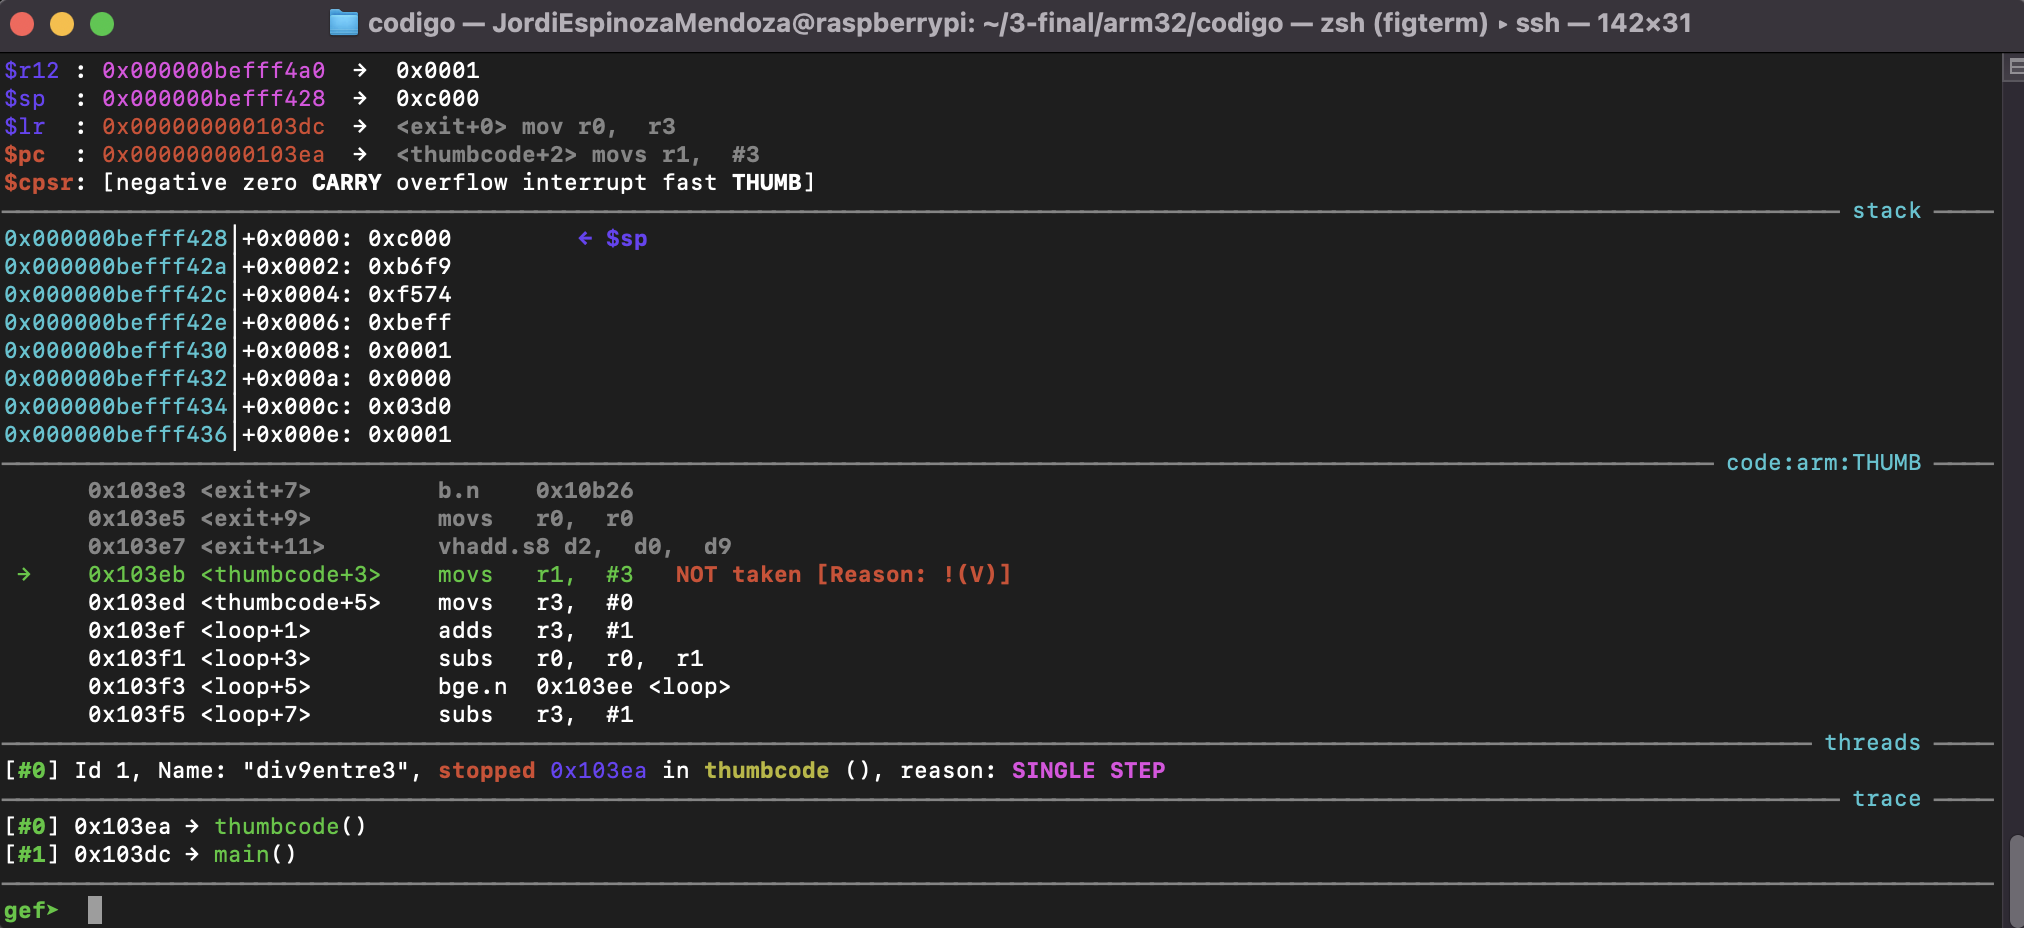 codigo — JordiEspinozaMendoza@raspberrypi: ~/3-final/arm32/codigo — zsh (figterm) ▸ ssh — 142×31
$r12 : 0x000000befff4a0  →  0x0001
$sp  : 0x000000befff428  →  0xc000
$lr  : 0x000000000103dc  →  <exit+0> mov r0,  r3
$pc  : 0x000000000103ea  →  <thumbcode+2> movs r1,  #3
$cpsr: [negative zero CARRY overflow interrupt fast THUMB]
stack
0x000000befff428│+0x0000: 0xc000         ← $sp
0x000000befff42a│+0x0002: 0xb6f9
0x000000befff42c│+0x0004: 0xf574
0x000000befff42e│+0x0006: 0xbeff
0x000000befff430│+0x0008: 0x0001
0x000000befff432│+0x000a: 0x0000
0x000000befff434│+0x000c: 0x03d0
0x000000befff436│+0x000e: 0x0001
code:arm:THUMB
      0x103e3 <exit+7>         b.n    0x10b26
      0x103e5 <exit+9>         movs   r0,  r0
      0x103e7 <exit+11>        vhadd.s8 d2,  d0,  d9
 →    0x103eb <thumbcode+3>    movs   r1,  #3   NOT taken [Reason: !(V)]
      0x103ed <thumbcode+5>    movs   r3,  #0
      0x103ef <loop+1>         adds   r3,  #1
      0x103f1 <loop+3>         subs   r0,  r0,  r1
      0x103f3 <loop+5>         bge.n  0x103ee <loop>
      0x103f5 <loop+7>         subs   r3,  #1
threads
[#0] Id 1, Name: "div9entre3", stopped 0x103ea in thumbcode (), reason: SINGLE STEP
trace
[#0] 0x103ea → thumbcode()
[#1] 0x103dc → main()
gef➤